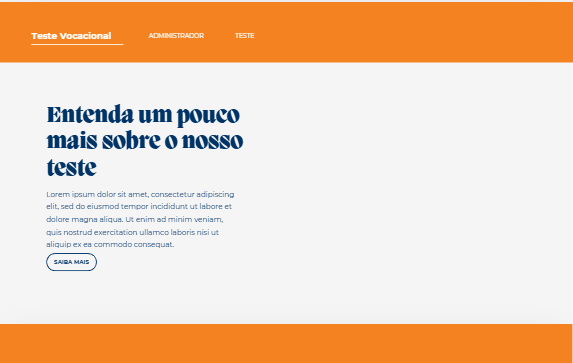 Teste Vocacional ADMINISTRADOR TESTE
Entenda um pouco
mais sobre o nosso
teste
Lorem ipsum dolor sit amet, consectetur adipiscing
elit, sed do eiusmod tempor incididunt ut labore et
dolore magna aliqua. Ut enim ad minim veniam,
quis nostrud exercitation ullamco laboris nisi ut
aliquip ex ea commodo consequat.
SAIBA MAIS